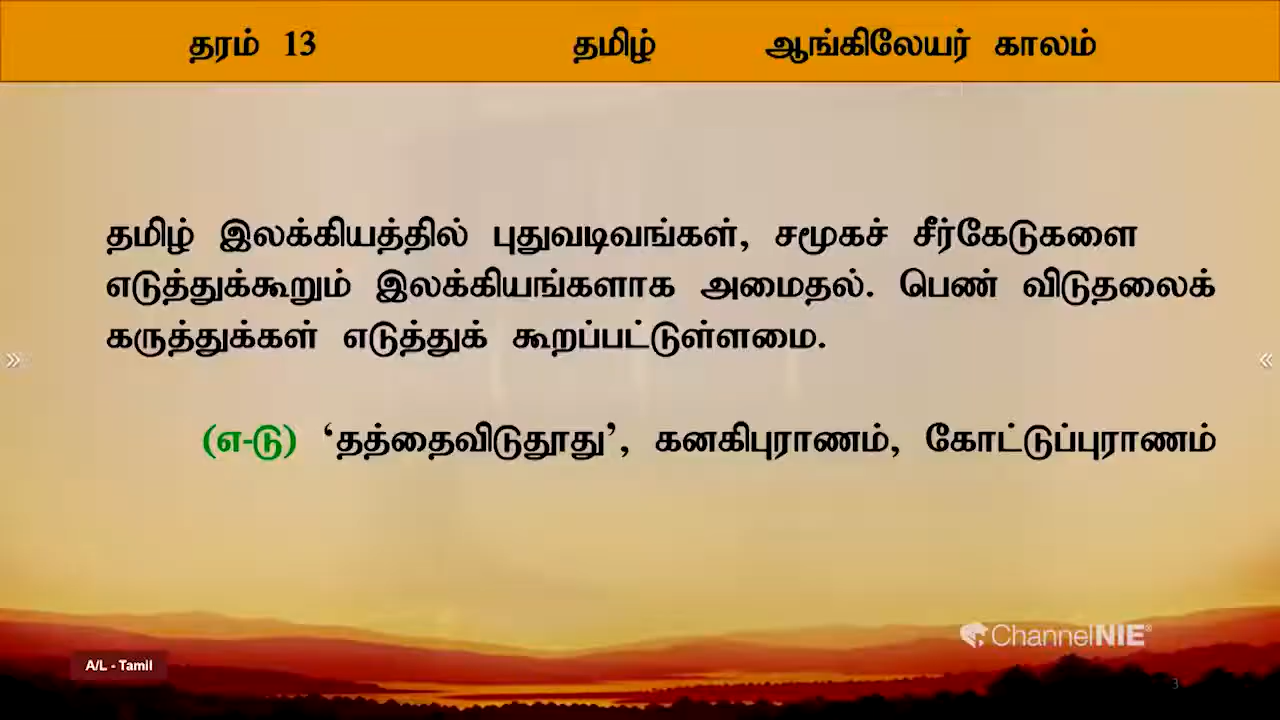 தரம் 13 தமிழ் ஆங்கிலேயர் காலம்
தமிழ் இலக்கியத்தில் புதுவடிவங்கள், சமூகச் சீர்கேடுகளை
எடுத்துக்கூறும் இலக்கியங்களாக அமைதல். பெண் விடுதலைக்
கருத்துக்கள் எடுத்துக் கூறப்பட்டுள்ளமை.
(எ-டு) ‘தத்தைவிடுதூது’, கனகிபுராணம், கோட்டுப்புராணம்
ChannelNIE
A/L - Tamil
3